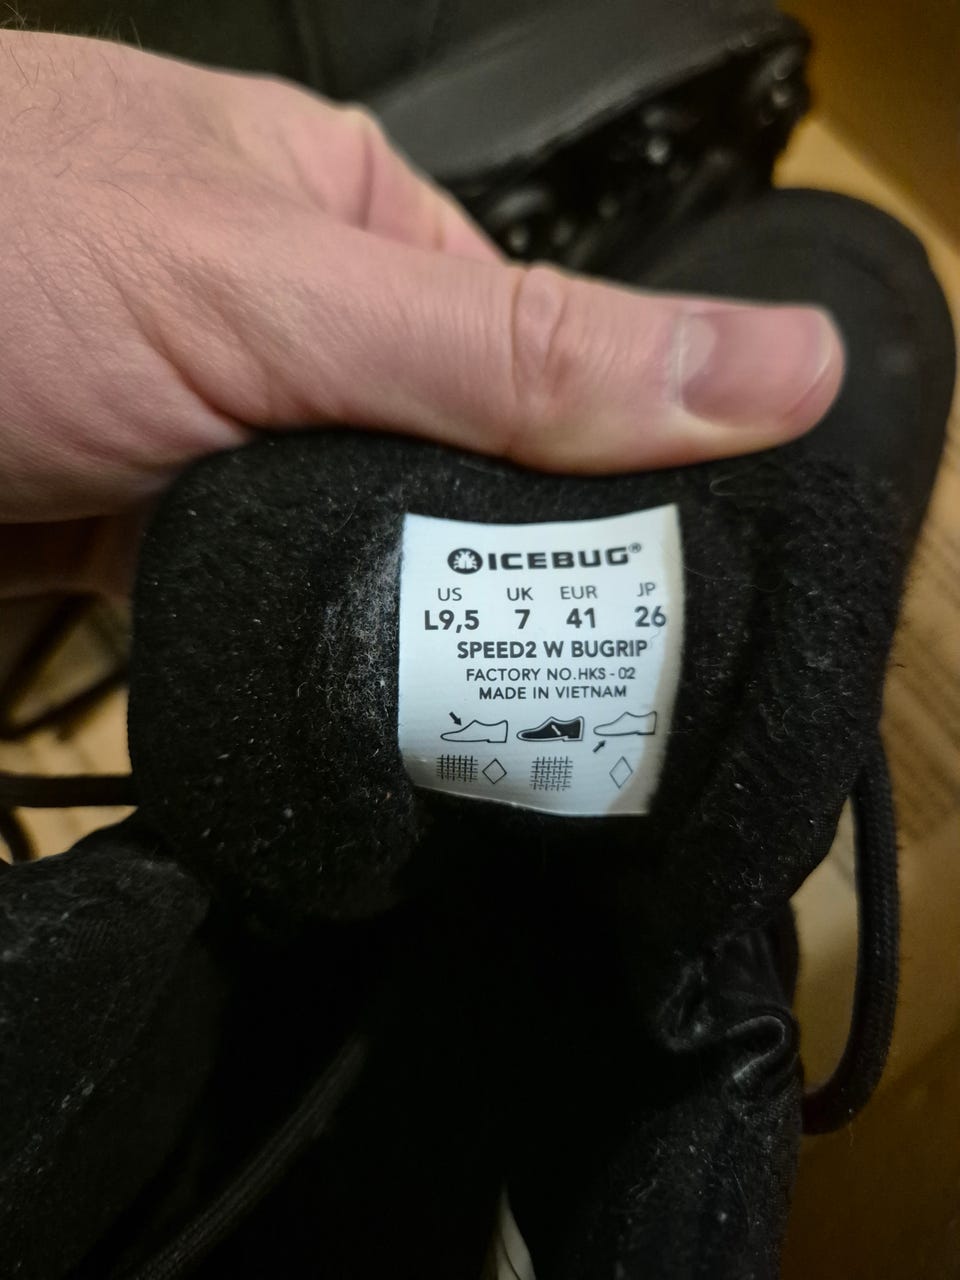 ICEBUG®
US UK EUR JP
L9,5 7 41 26
SPEED2 W BUGRIP
FACTORY NO.HKS - 02
MADE IN VIETNAM